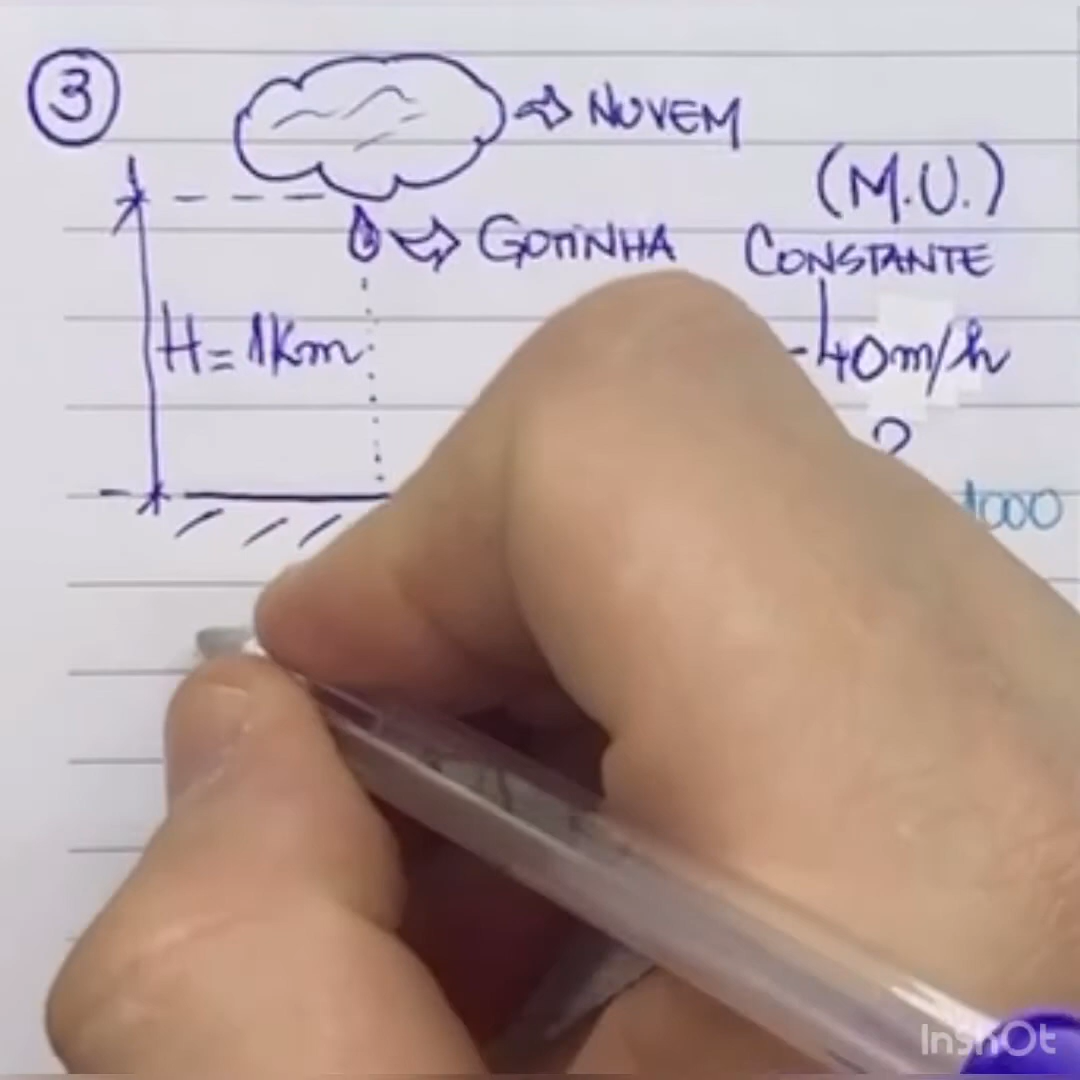 3
NUVEM
(M.U.)
GOTINHA CONSTANTE
H = 1Km
40m/h
?
1000
InShOt